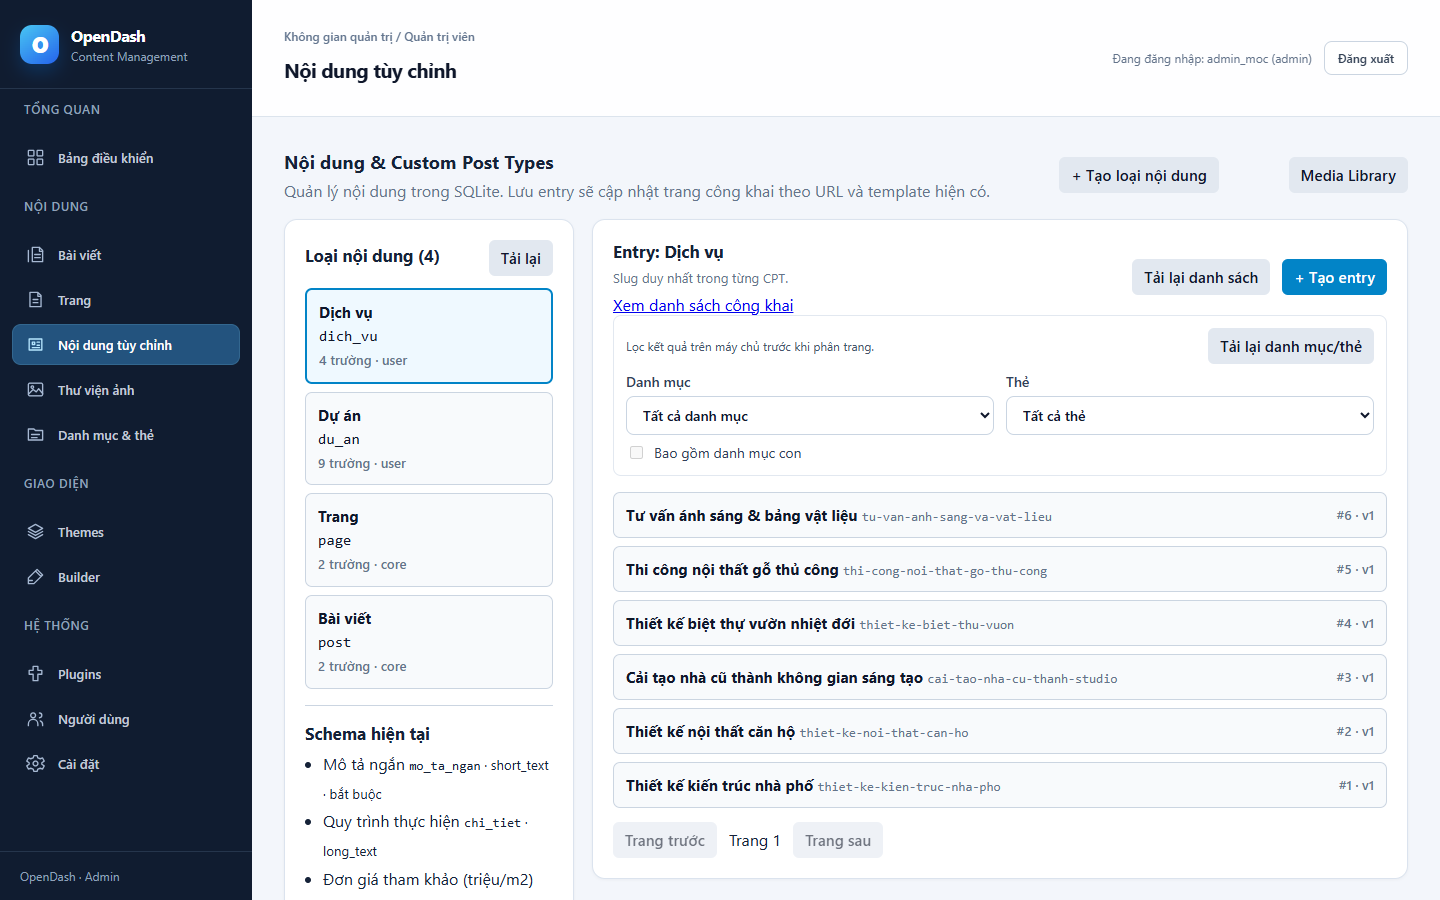 OpenDash
Content Management
TỔNG QUAN
Bảng điều khiển
NỘI DUNG
Bài viết
Trang
Nội dung tùy chỉnh
Thư viện ảnh
Danh mục & thẻ
GIAO DIỆN
Themes
Builder
HỆ THỐNG
Plugins
Người dùng
Cài đặt
OpenDash · Admin
Không gian quản trị / Quản trị viên
Nội dung tùy chỉnh
Đang đăng nhập: admin_moc (admin)
Đăng xuất
Nội dung & Custom Post Types
Quản lý nội dung trong SQLite. Lưu entry sẽ cập nhật trang công khai theo URL và template hiện có.
+ Tạo loại nội dung
Media Library
Loại nội dung (4)
Tải lại
Dịch vụ
dich_vu
4 trường · user
Dự án
du_an
9 trường · user
Trang
page
2 trường · core
Bài viết
post
2 trường · core
Schema hiện tại
Mô tả ngắn mo_ta_ngan · short_text
· bắt buộc
Quy trình thực hiện chi_tiet ·
long_text
Đơn giá tham khảo (triệu/m2)
Entry: Dịch vụ
Slug duy nhất trong từng CPT.
Xem danh sách công khai
Tải lại danh sách
+ Tạo entry
Lọc kết quả trên máy chủ trước khi phân trang.
Tải lại danh mục/thẻ
Danh mục
Thẻ
Tất cả danh mục
Tất cả thẻ
Bao gồm danh mục con
Tư vấn ánh sáng & bảng vật liệu tu-van-anh-sang-va-vat-lieu #6 · v1
Thi công nội thất gỗ thủ công thi-cong-noi-that-go-thu-cong #5 · v1
Thiết kế biệt thự vườn nhiệt đới thiet-ke-biet-thu-vuon #4 · v1
Cải tạo nhà cũ thành không gian sáng tạo cai-tao-nha-cu-thanh-studio #3 · v1
Thiết kế nội thất căn hộ thiet-ke-noi-that-can-ho #2 · v1
Thiết kế kiến trúc nhà phố thiet-ke-kien-truc-nha-pho #1 · v1
Trang trước
Trang 1
Trang sau